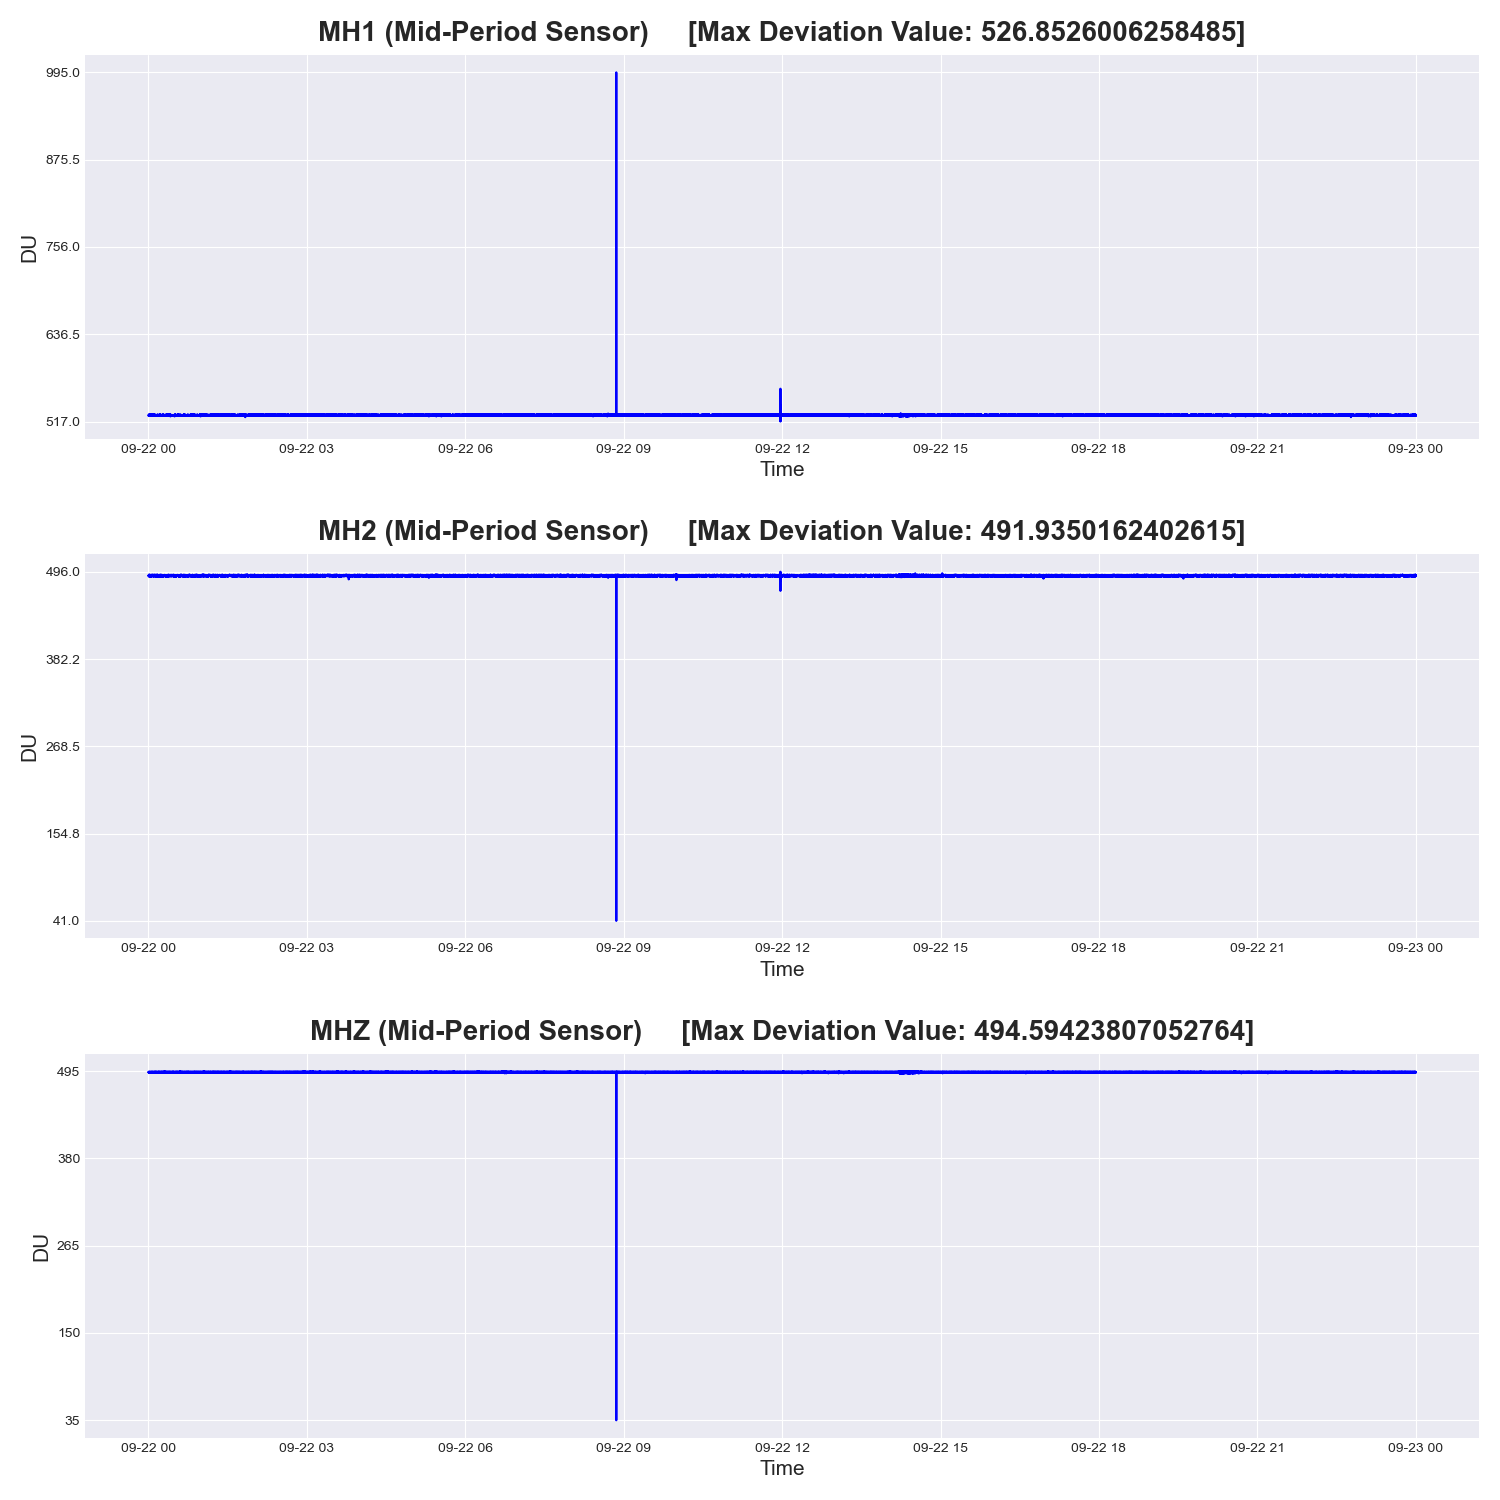 MH1 (Mid-Period Sensor) [Max Deviation Value: 526.8526006258485]
995.0
875.5
756.0
636.5
517.0
DU
09-22 00 09-22 03 09-22 06 09-22 09 09-22 12 09-22 15 09-22 18 09-22 21 09-23 00
Time
MH2 (Mid-Period Sensor) [Max Deviation Value: 491.9350162402615]
496.0
382.2
268.5
154.8
41.0
DU
09-22 00 09-22 03 09-22 06 09-22 09 09-22 12 09-22 15 09-22 18 09-22 21 09-23 00
Time
MHZ (Mid-Period Sensor) [Max Deviation Value: 494.59423807052764]
495
380
265
150
35
DU
09-22 00 09-22 03 09-22 06 09-22 09 09-22 12 09-22 15 09-22 18 09-22 21 09-23 00
Time